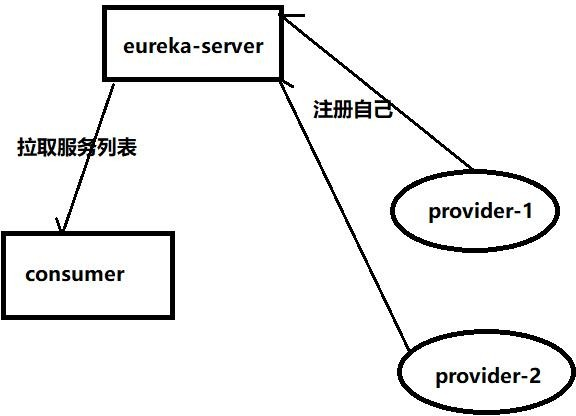 eureka-server
注册自己
拉取服务列表
provider-1
consumer
provider-2